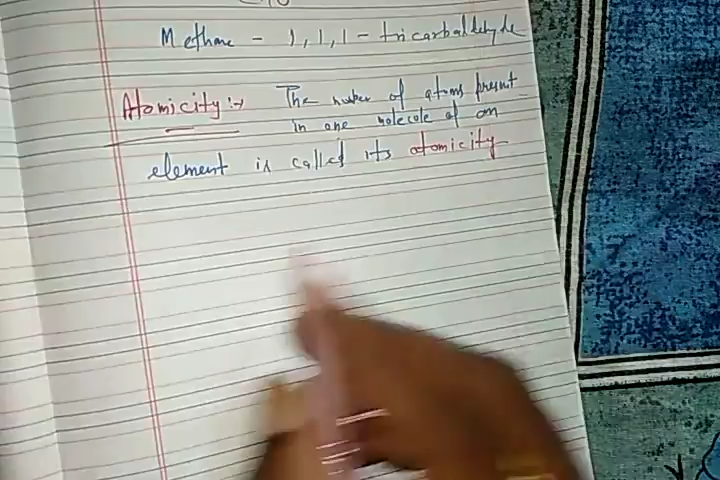 Methane - 1,1,1 - tricarbaldehyde
Atomicity :→ The number of atoms present
in one molecule of an
element is called its atomicity